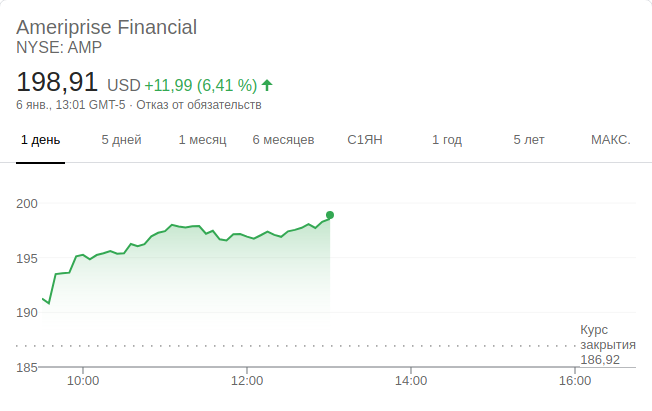 Ameriprise Financial
NYSE: AMP
198,91 USD +11,99 (6,41 %)
6 янв., 13:01 GMT-5 · Отказ от обязательств
1 день 5 дней 1 месяц 6 месяцев С1ЯН 1 год 5 лет МАКС.
200
195
190
Курс
закрытия
186,92
185
10:00 12:00 14:00 16:00